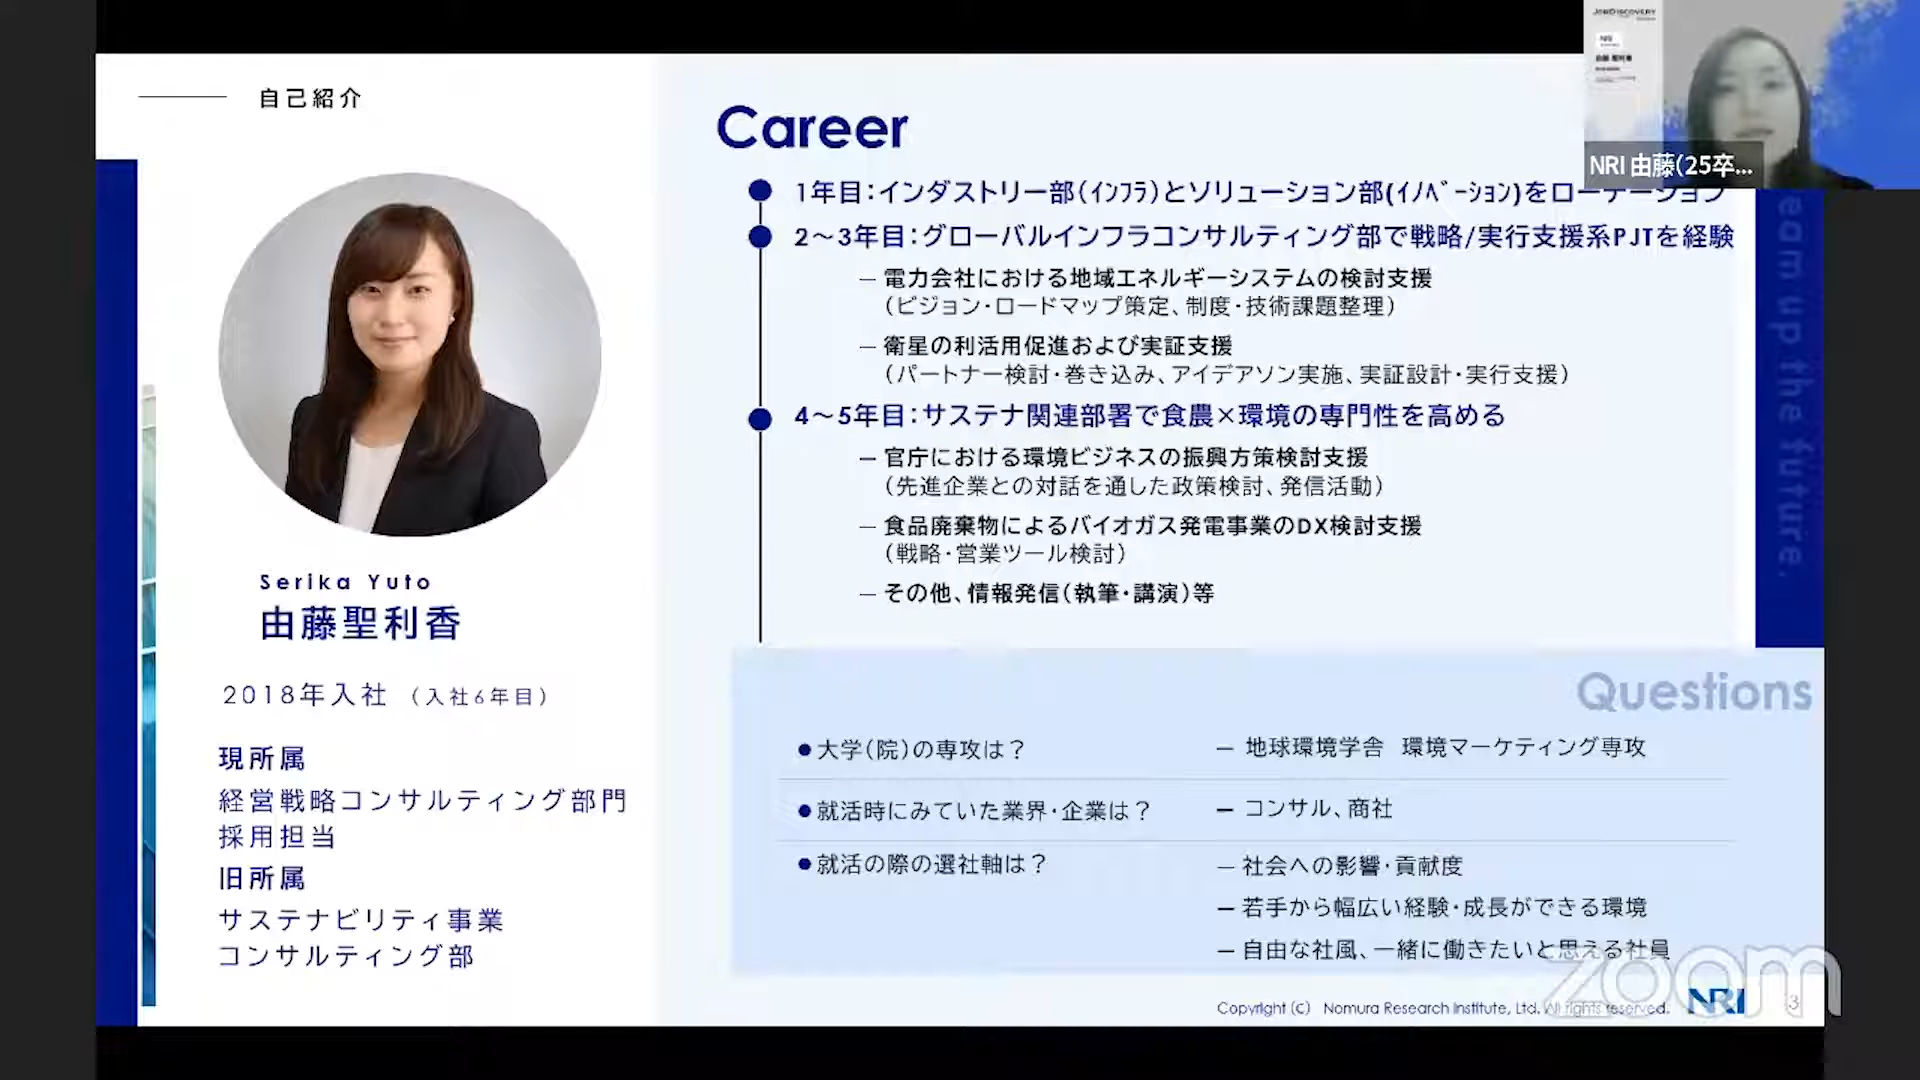 自己紹介
Serika Yuto
由藤聖利香
2018年入社 （入社6年目）
現所属
経営戦略コンサルティング部門
採用担当
旧所属
サステナビリティ事業
コンサルティング部
Career
1年目：インダストリー部（ｲﾝﾌﾗ）とソリューション部(ｲﾉﾍﾞｰｼｮﾝ)をローテーション
2～3年目：グローバルインフラコンサルティング部で戦略/実行支援系PJTを経験
― 電力会社における地域エネルギーシステムの検討支援
（ビジョン・ロードマップ策定、制度・技術課題整理）
― 衛星の利活用促進および実証支援
（パートナー検討・巻き込み、アイデアソン実施、実証設計・実行支援）
4～5年目：サステナ関連部署で食農×環境の専門性を高める
― 官庁における環境ビジネスの振興方策検討支援
（先進企業との対話を通した政策検討、発信活動）
― 食品廃棄物によるバイオガス発電事業のDX検討支援
（戦略・営業ツール検討）
― その他、情報発信（執筆・講演）等
Questions
●大学（院）の専攻は？
― 地球環境学舎 環境マーケティング専攻
●就活時にみていた業界・企業は？
― コンサル、商社
●就活の際の選社軸は？
― 社会への影響・貢献度
― 若手から幅広い経験・成長ができる環境
― 自由な社風、一緒に働きたいと思える社員
Copyright (C) Nomura Research Institute, Ltd. All rights reserved.
NRI
3
zoom
eam up the future.
JOBDISCOVERY
NRI
NRI 由藤(25卒...